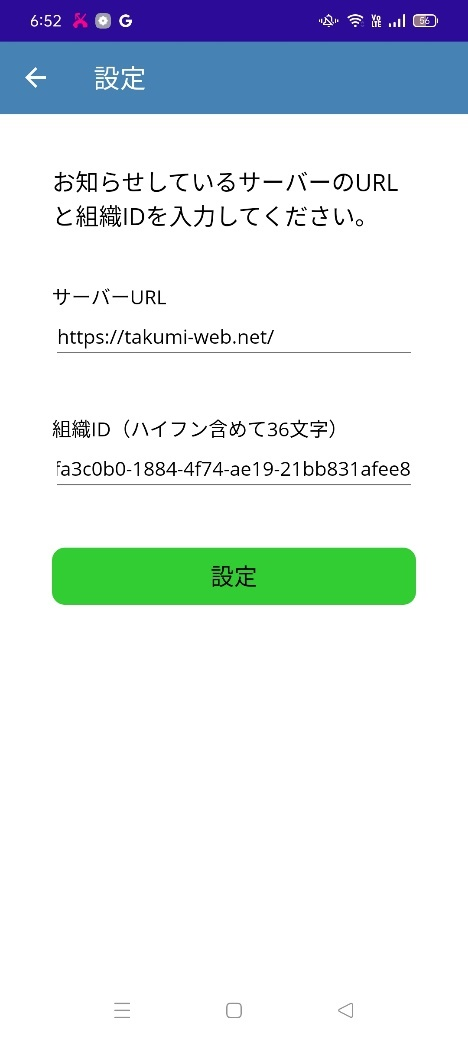 6:52
56
設定
お知らせしているサーバーのURL
と組織IDを入力してください。
サーバーURL
https://takumi-web.net/
組織ID（ハイフン含めて36文字）
fa3c0b0-1884-4f74-ae19-21bb831afee8
設定